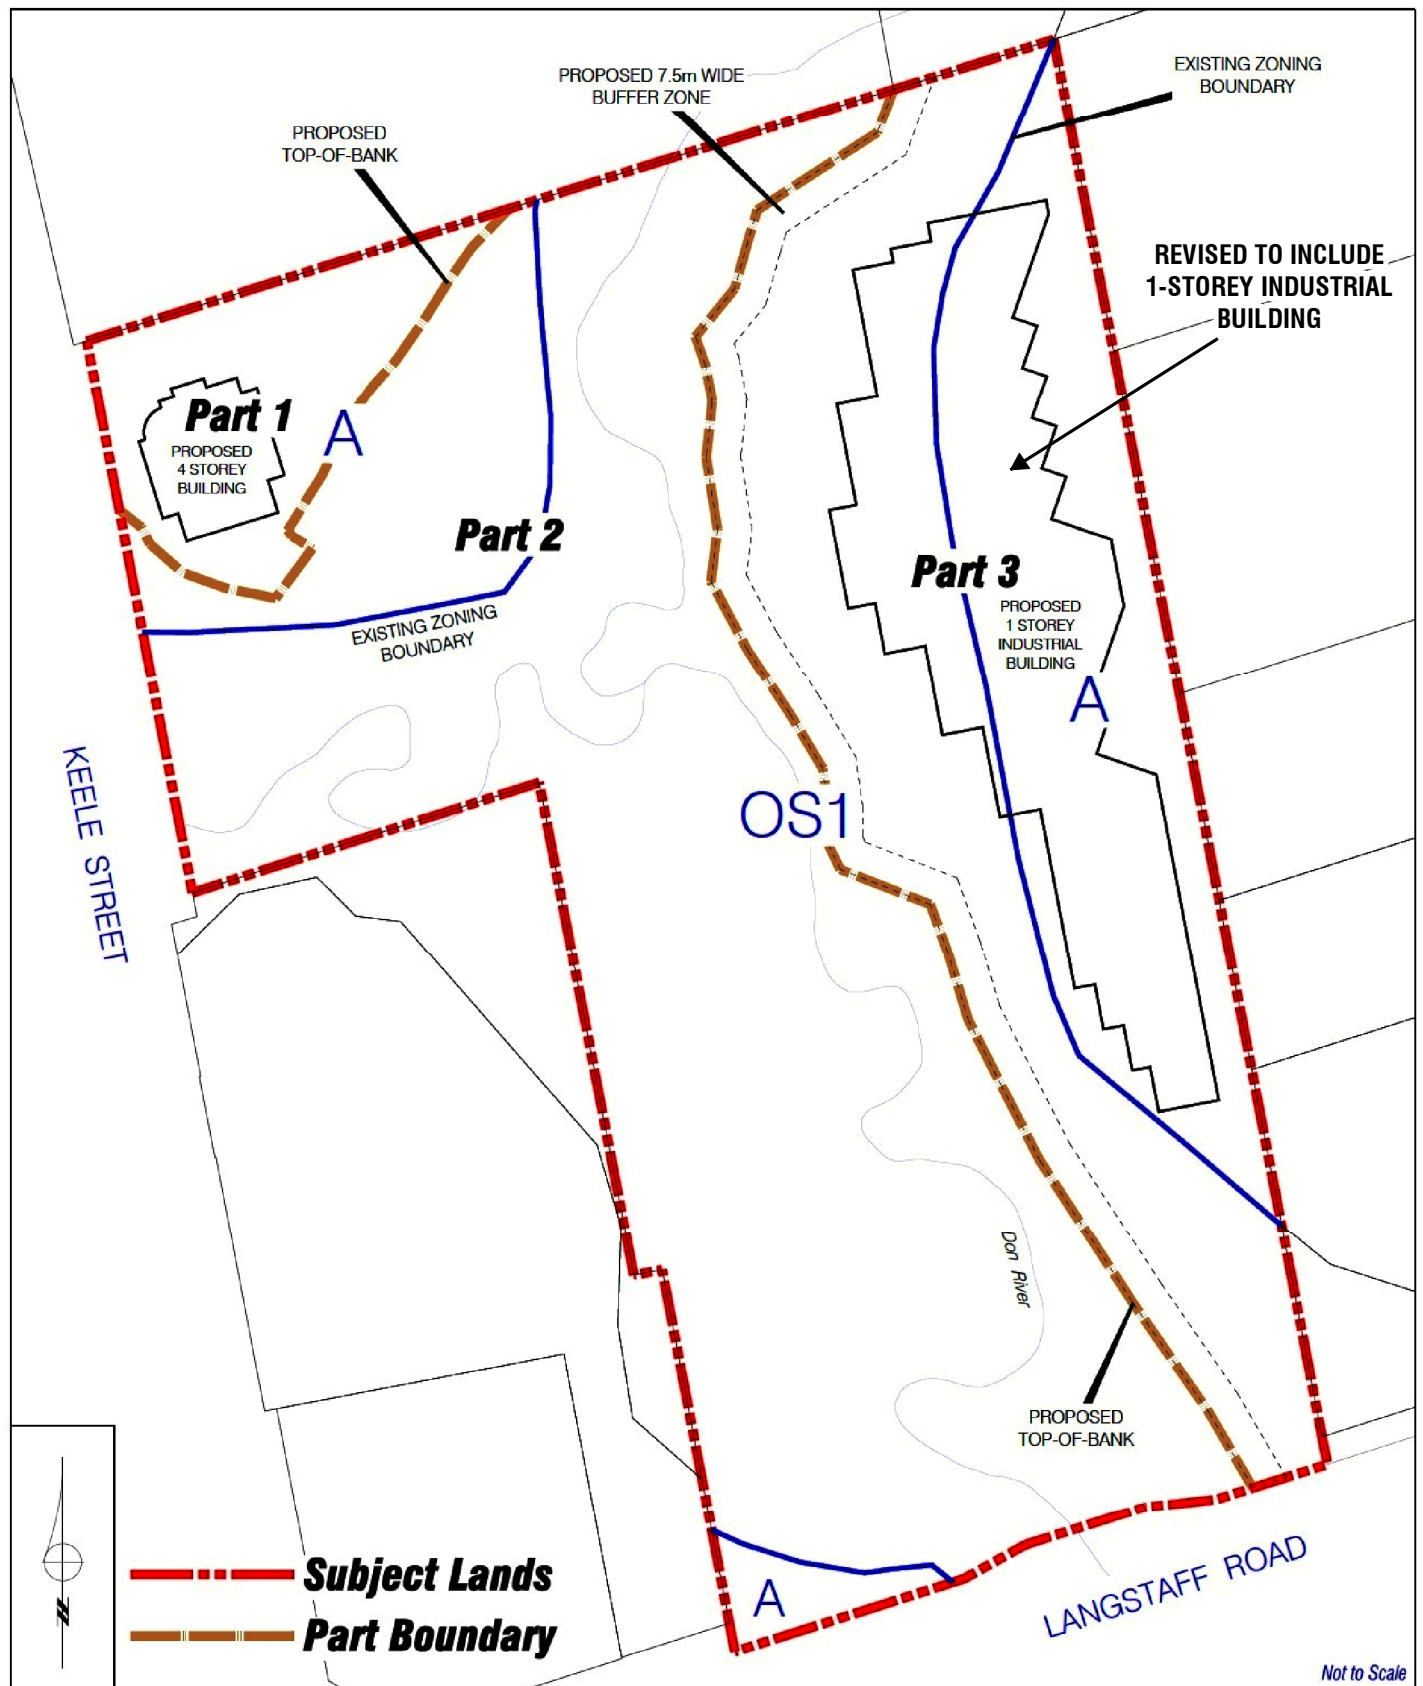 PROPOSED 7.5m WIDE
BUFFER ZONE
EXISTING ZONING
BOUNDARY
PROPOSED
TOP-OF-BANK
REVISED TO INCLUDE
1-STOREY INDUSTRIAL
BUILDING
Part 1
PROPOSED
4 STOREY
BUILDING
A
Part 2
EXISTING ZONING
BOUNDARY
Part 3
PROPOSED
1 STOREY
INDUSTRIAL
BUILDING
A
OS1
KEELE STREET
Don River
PROPOSED
TOP-OF-BANK
A
LANGSTAFF ROAD
N
Subject Lands
Part Boundary
Not to Scale